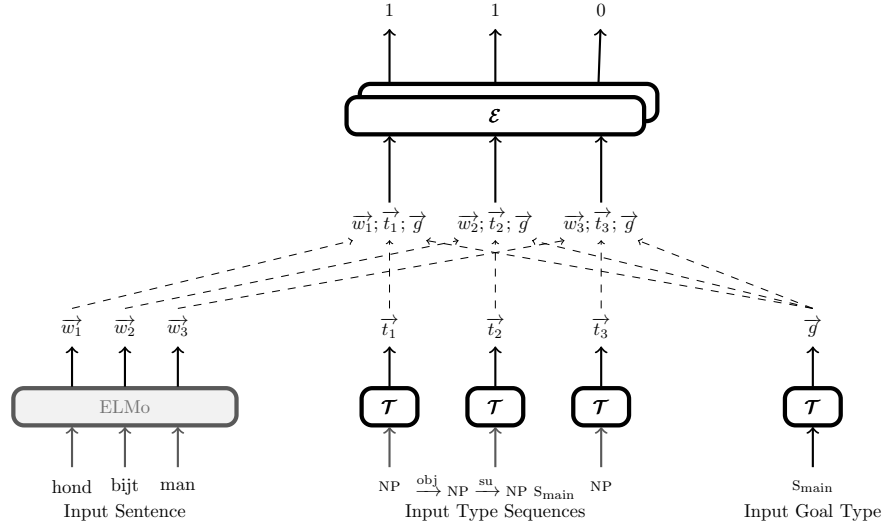 1 1 0
ℰ
w₁⃗; t₁⃗; g⃗ w₂⃗; t₂⃗; g⃗ w₃⃗; t₃⃗; g⃗
w₁⃗ w₂⃗ w₃⃗ t₁⃗ t₂⃗ t₃⃗ g⃗
ELMo 𝒯 𝒯 𝒯 𝒯
hond bijt man NP obj→ NP su→ NP S_main NP S_main
Input Sentence Input Type Sequences Input Goal Type